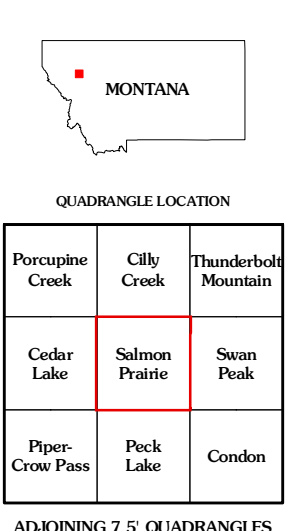 MONTANA
QUADRANGLE LOCATION
Porcupine Creek
Cilly Creek
Thunderbolt Mountain
Cedar Lake
Salmon Prairie
Swan Peak
Piper-
Crow Pass
Peck Lake
Condon
ADJOINING 7.5' QUADRANGLES